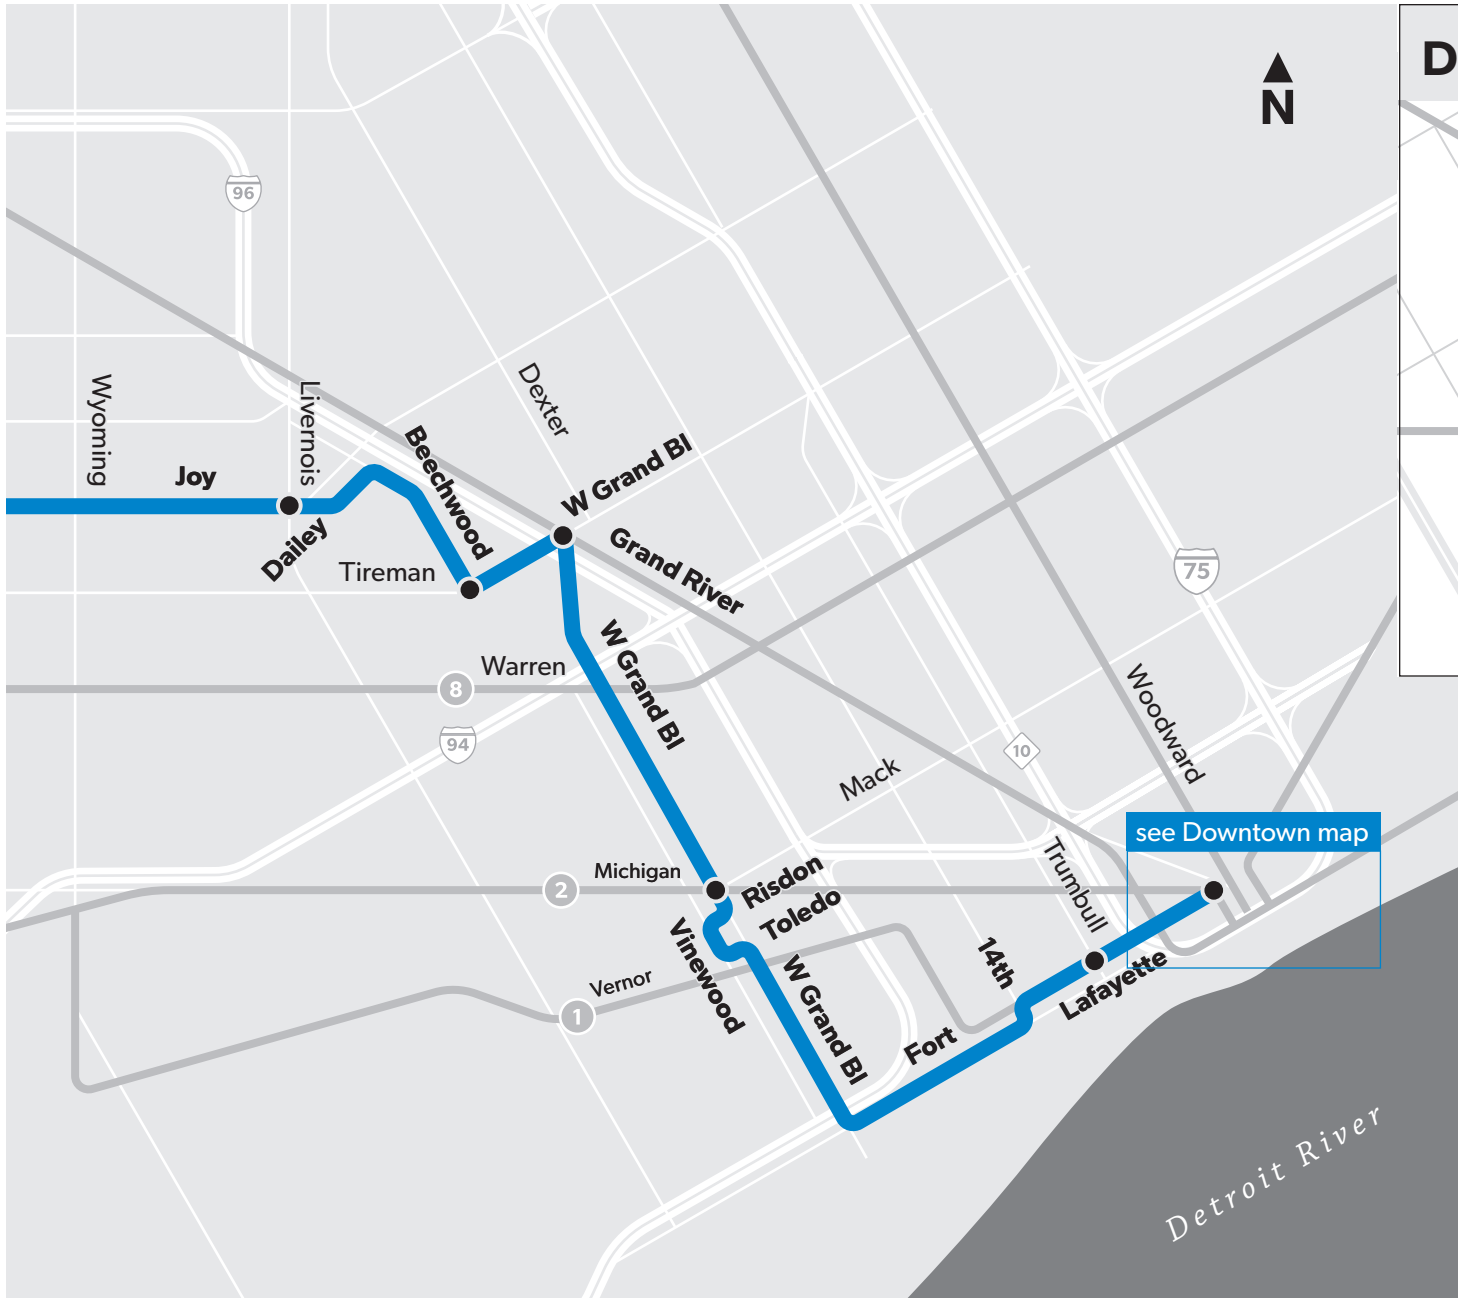 D
N
96
Wyoming
Livernois
Dexter
Joy
Beechwood
W Grand Bl
Dailey
Tireman
Grand River
75
W Grand Bl
Warren
8
94
Woodward
10
Mack
see Downtown map
Michigan
2
Risdon
Toledo
Trumbull
Vinewood
14th
Vernor
1
W Grand Bl
Lafayette
Fort
Detroit River